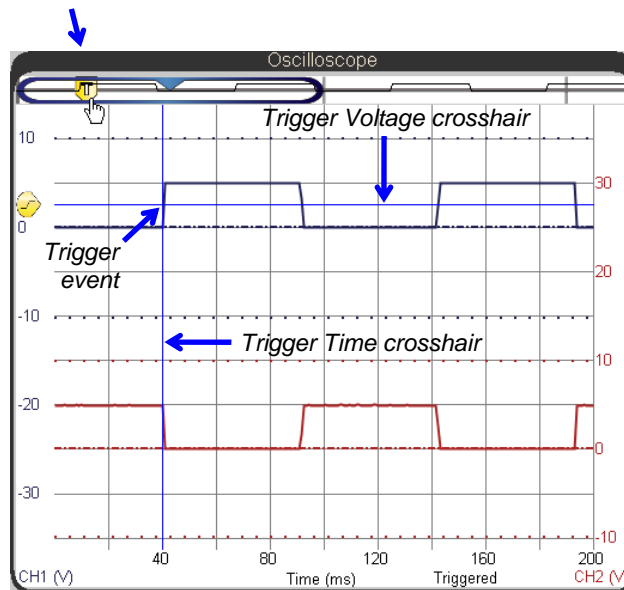 Oscilloscope
T
Trigger Voltage crosshair
10
30
0
Trigger
event
20
-10
Trigger Time crosshair
10
-20
0
-30
-10
40 80 120 160 200
CH1 (V) Time (ms) Triggered CH2 (V